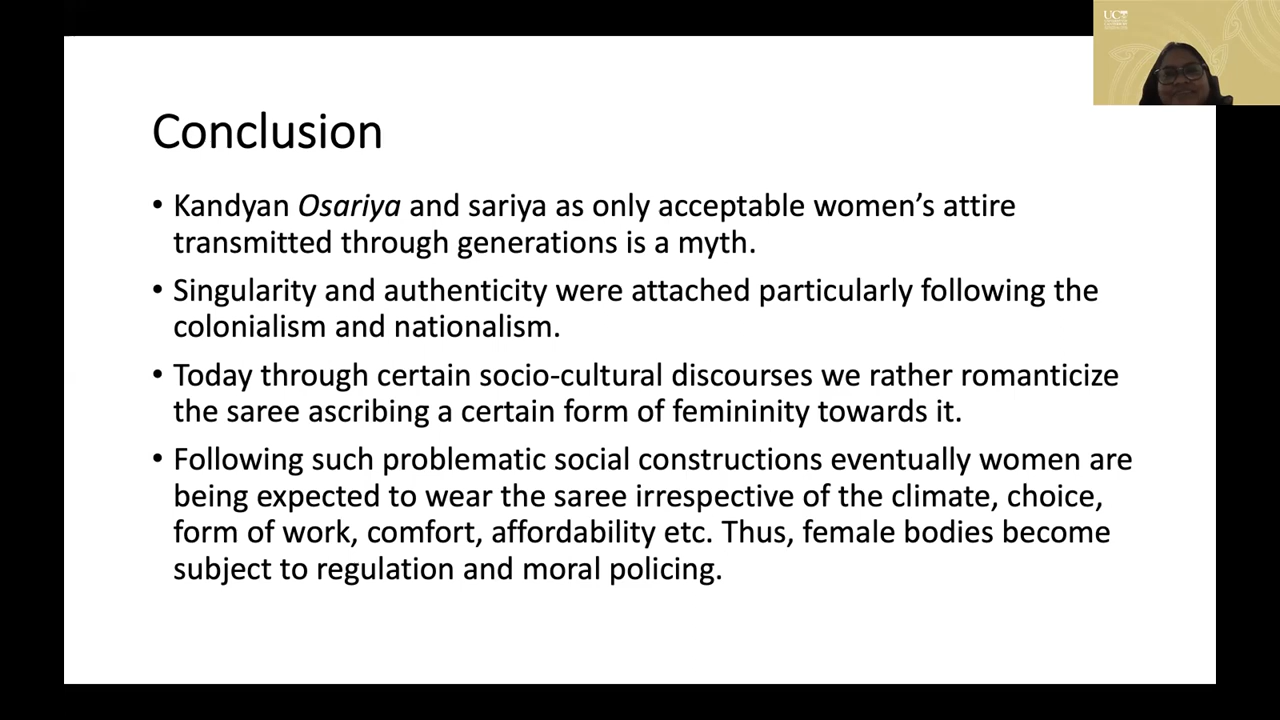 UC
Conclusion
• Kandyan Osariya and sariya as only acceptable women’s attire
transmitted through generations is a myth.
• Singularity and authenticity were attached particularly following the
colonialism and nationalism.
• Today through certain socio-cultural discourses we rather romanticize
the saree ascribing a certain form of femininity towards it.
• Following such problematic social constructions eventually women are
being expected to wear the saree irrespective of the climate, choice,
form of work, comfort, affordability etc. Thus, female bodies become
subject to regulation and moral policing.